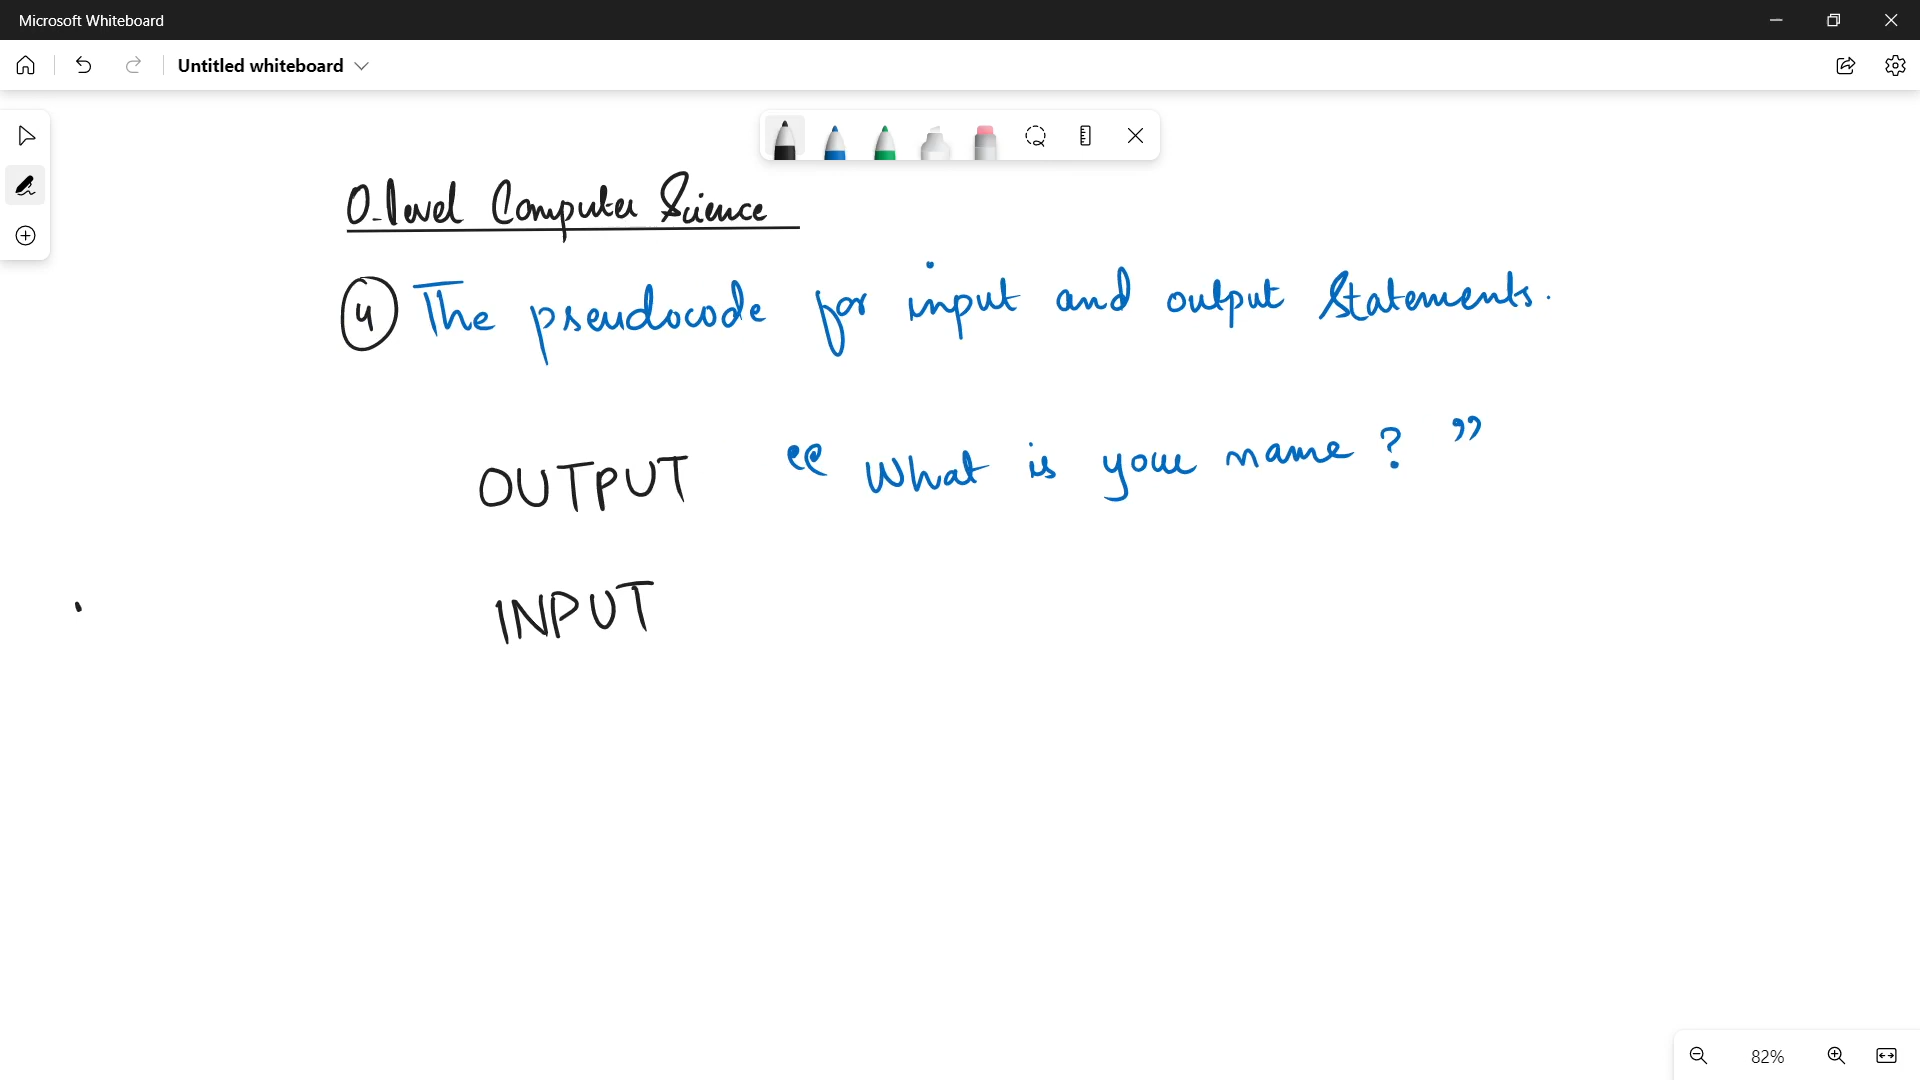 Microsoft Whiteboard
Untitled whiteboard
O-level Computer Science
4 The pseudocode for input and output statements.
OUTPUT “ What is your name ? ”
INPUT
82%